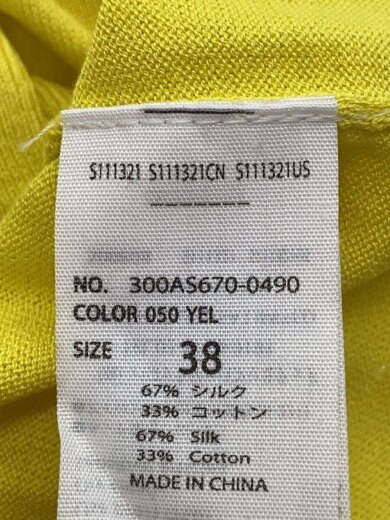 S111321 S111321CN S111321US
NO. 300AS670-0490
COLOR 050 YEL
SIZE 38
67% シルク
33% コットン
67% Silk
33% Cotton
MADE IN CHINA